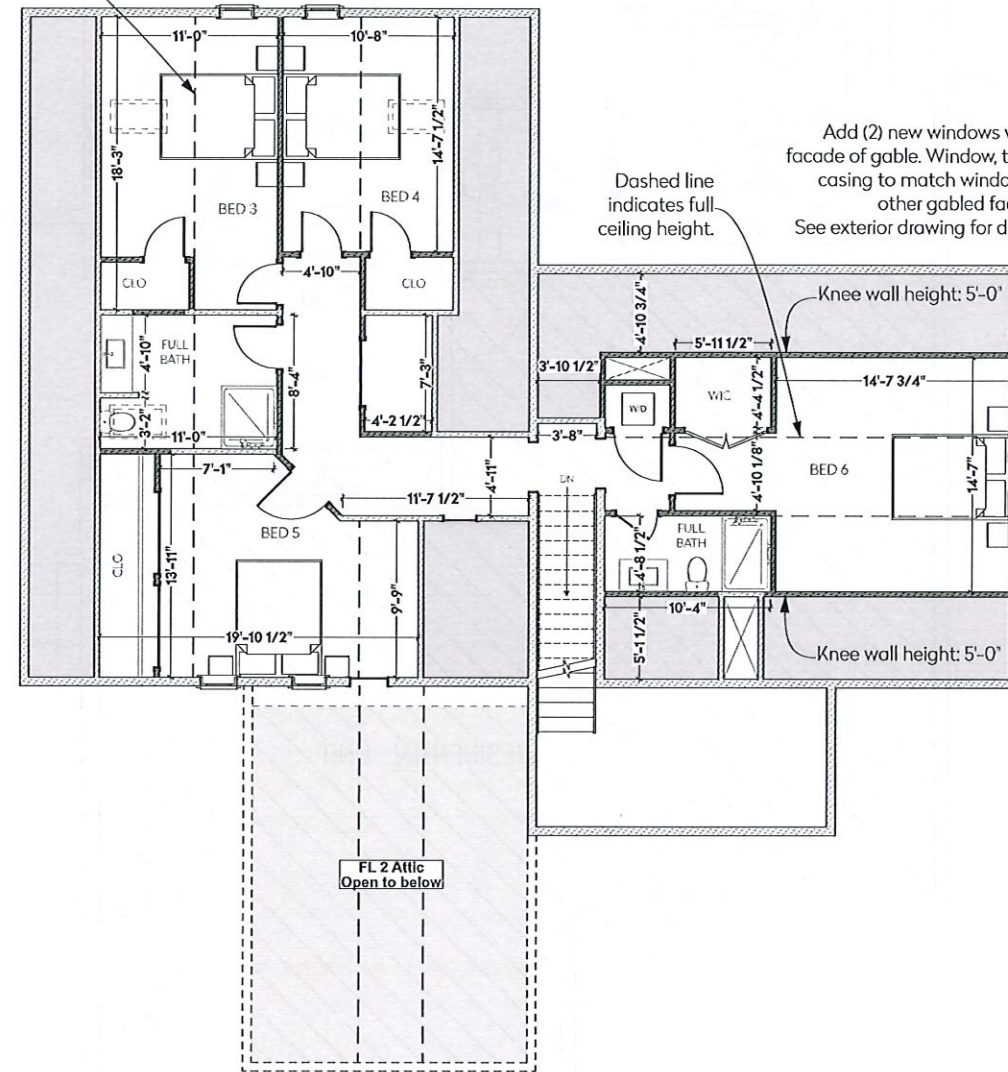 11'-0"
10'-8"
18'-3"
14'-7 1/2"
BED 3
BED 4
CLO
CLO
4'-10"
FULL
BATH
4'-10"
3'-2"
11'-0"
8'-4"
7'-3"
4'-2 1/2"
7'-1"
11'-7 1/2"
4'-11"
CLO
13'-11"
BED 5
9'-9"
19'-10 1/2"
FL 2 Attic
Open to below
Add (2) new windows
facade of gable. Window,
casing to match
other gabled
See exterior drawing for
Dashed line
indicates full
ceiling height.
Knee wall height: 5'-0"
4'-10 3/4"
5'-11 1/2"
3'-10 1/2"
W/D
WIC
4'-4 1/2"
14'-7 3/4"
3'-8"
DN
4'-10 1/8"
BED 6
14'-7"
FULL
BATH
4'-8 1/2"
10'-4"
5'-1 1/2"
Knee wall height: 5'-0"